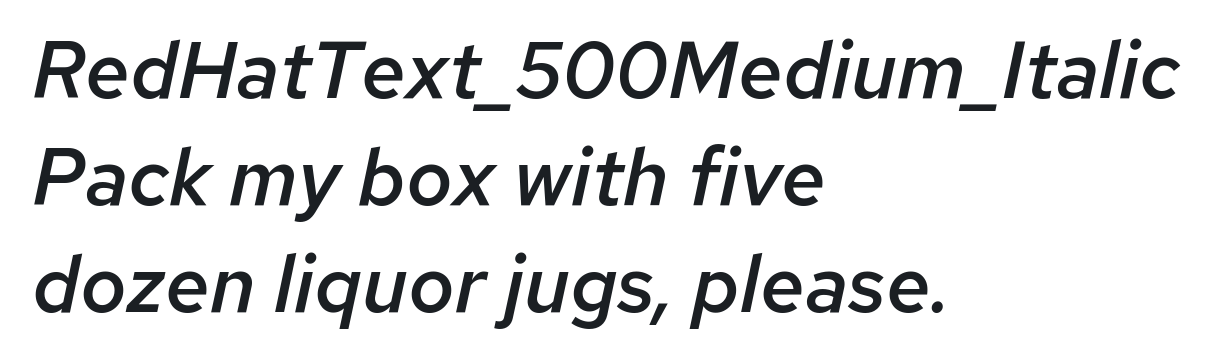 RedHatText_500Medium_Italic
Pack my box with five
dozen liquor jugs, please.